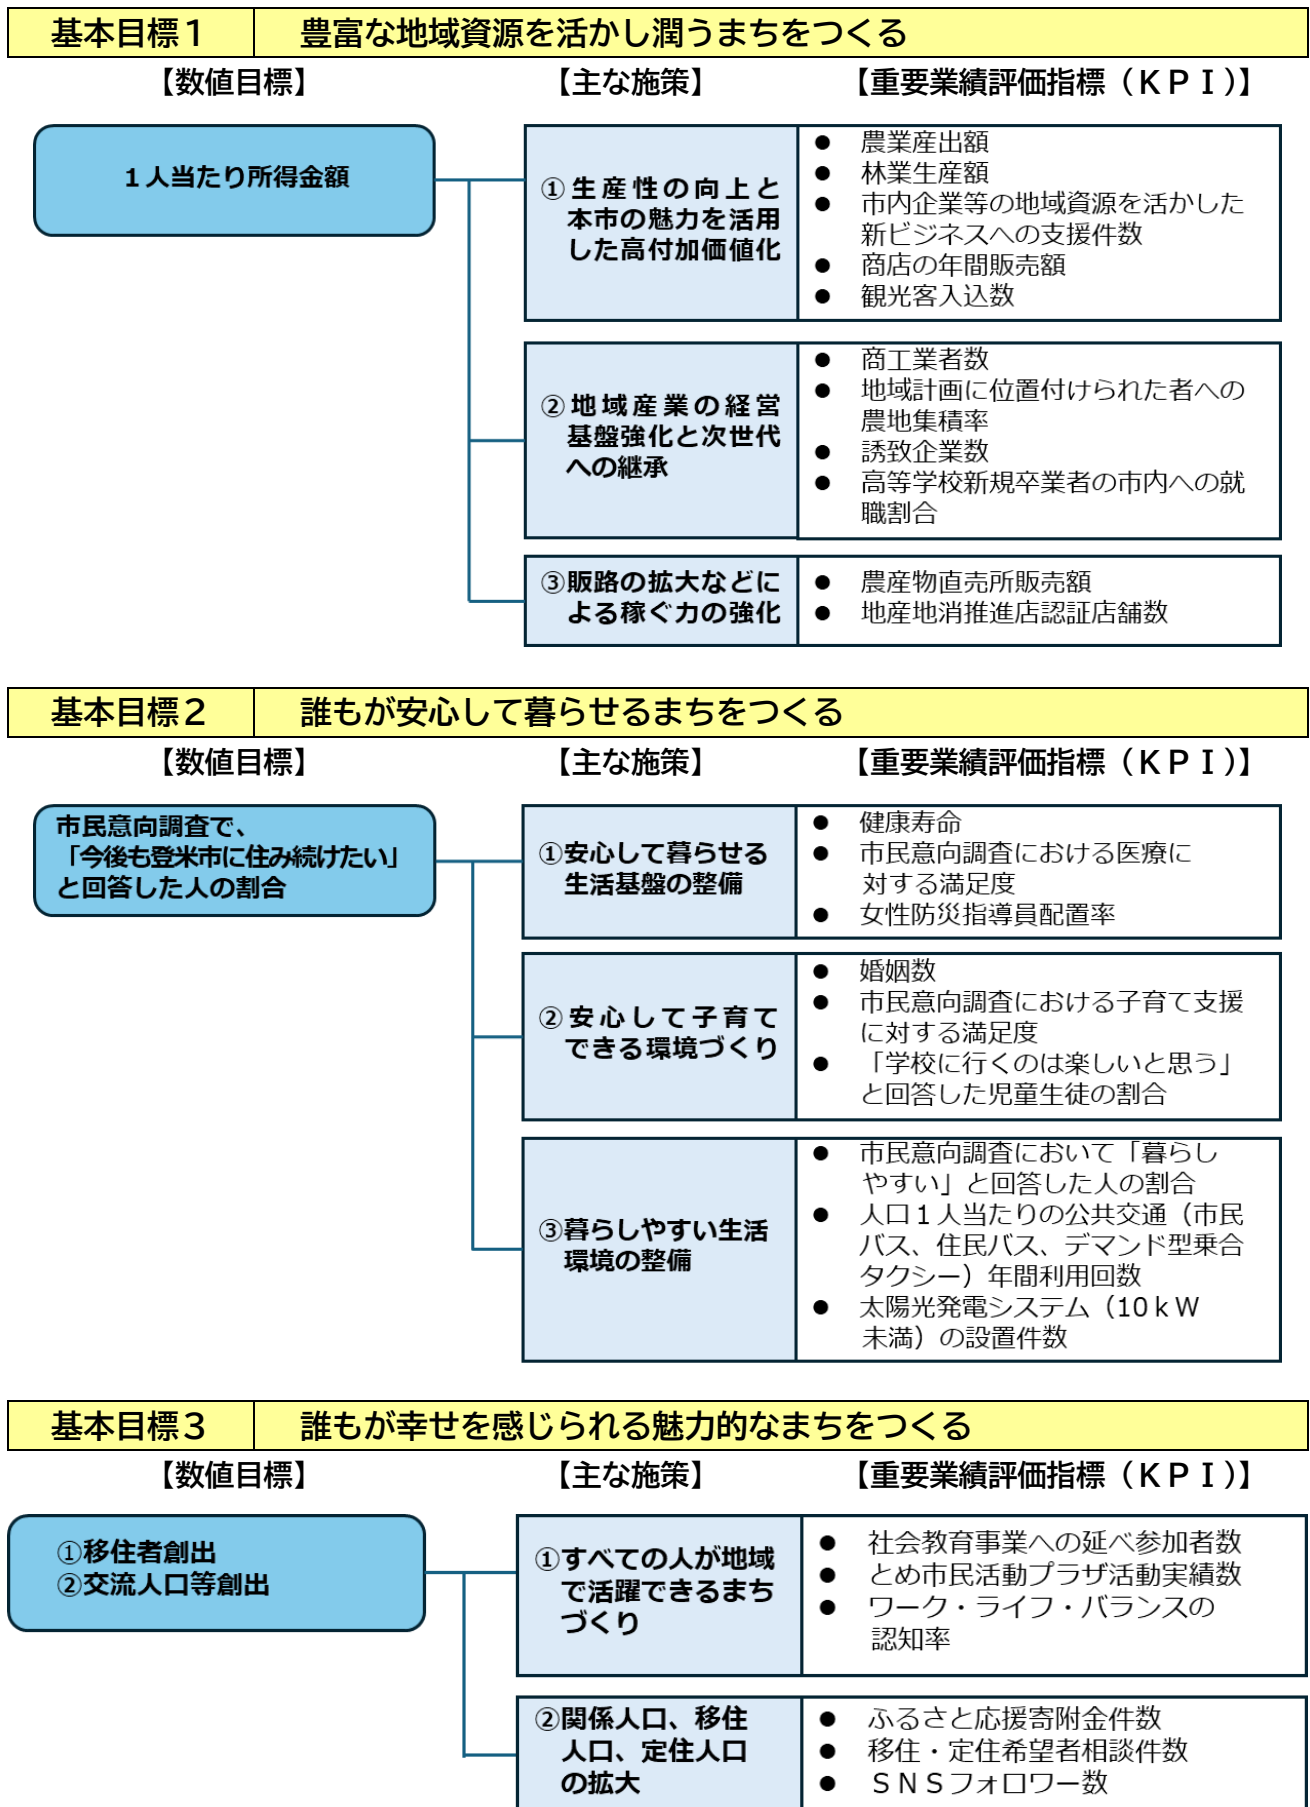 基本目標１　豊富な地域資源を活かし潤うまちをつくる
【数値目標】　【主な施策】　【重要業績評価指標（ＫＰＩ）】
１人当たり所得金額
①生産性の向上と
本市の魅力を活用
した高付加価値化
● 農業産出額
● 林業生産額
● 市内企業等の地域資源を活かした
新ビジネスへの支援件数
● 商店の年間販売額
● 観光客入込数
②地域産業の経営
基盤強化と次世代
への継承
● 商工業者数
● 地域計画に位置付けられた者への
農地集積率
● 誘致企業数
● 高等学校新規卒業者の市内への就
職割合
③販路の拡大などに
よる稼ぐ力の強化
● 農産物直売所販売額
● 地産地消推進店認証店舗数
基本目標２　誰もが安心して暮らせるまちをつくる
【数値目標】　【主な施策】　【重要業績評価指標（ＫＰＩ）】
市民意向調査で、
「今後も登米市に住み続けたい」
と回答した人の割合
①安心して暮らせる
生活基盤の整備
● 健康寿命
● 市民意向調査における医療に
対する満足度
● 女性防災指導員配置率
②安心して子育て
できる環境づくり
● 婚姻数
● 市民意向調査における子育て支援
に対する満足度
● 「学校に行くのは楽しいと思う」
と回答した児童生徒の割合
③暮らしやすい生活
環境の整備
● 市民意向調査において「暮らし
やすい」と回答した人の割合
● 人口１人当たりの公共交通（市民
バス、住民バス、デマンド型乗合
タクシー）年間利用回数
● 太陽光発電システム（10ｋＷ
未満）の設置件数
基本目標３　誰もが幸せを感じられる魅力的なまちをつくる
【数値目標】　【主な施策】　【重要業績評価指標（ＫＰＩ）】
①移住者創出
②交流人口等創出
①すべての人が地域
で活躍できるまち
づくり
● 社会教育事業への延べ参加者数
● とめ市民活動プラザ活動実績数
● ワーク・ライフ・バランスの
認知率
②関係人口、移住
人口、定住人口
の拡大
● ふるさと応援寄附金件数
● 移住・定住希望者相談件数
● ＳＮＳフォロワー数